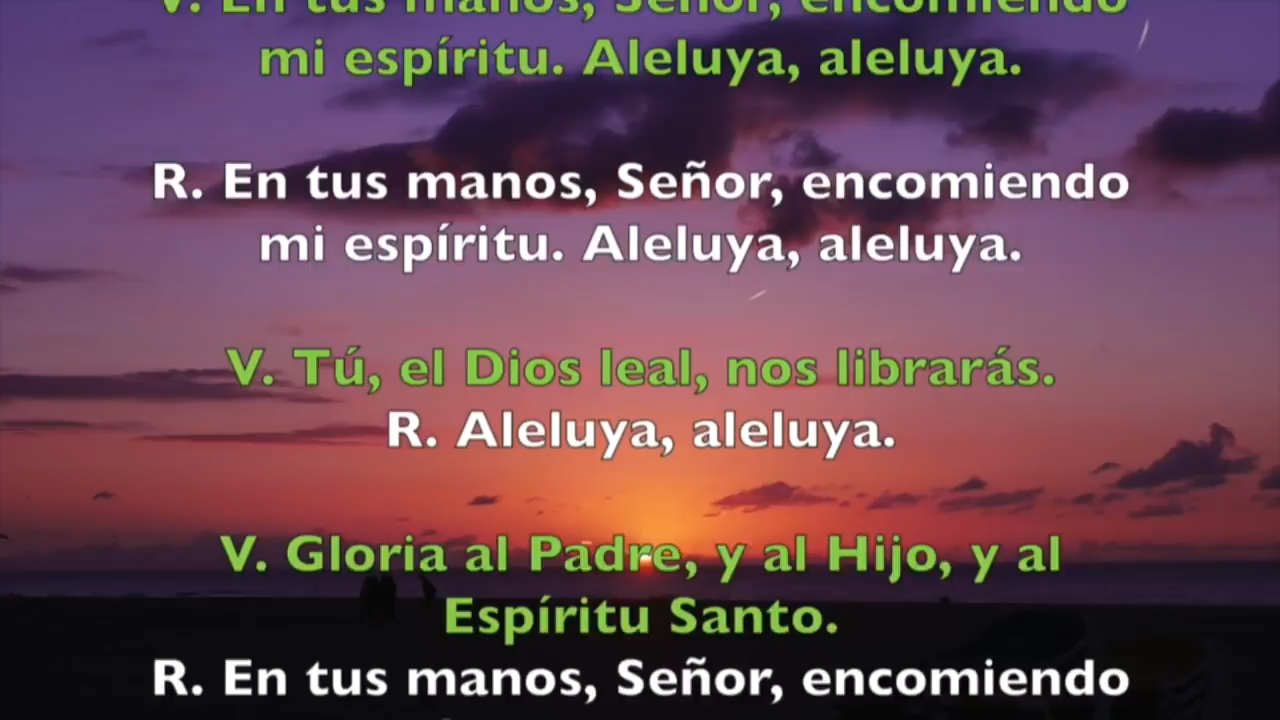 V. En tus manos, Señor, encomiendo
mi espíritu. Aleluya, aleluya.
R. En tus manos, Señor, encomiendo
mi espíritu. Aleluya, aleluya.
V. Tú, el Dios leal, nos librarás.
R. Aleluya, aleluya.
V. Gloria al Padre, y al Hijo, y al
Espíritu Santo.
R. En tus manos, Señor, encomiendo